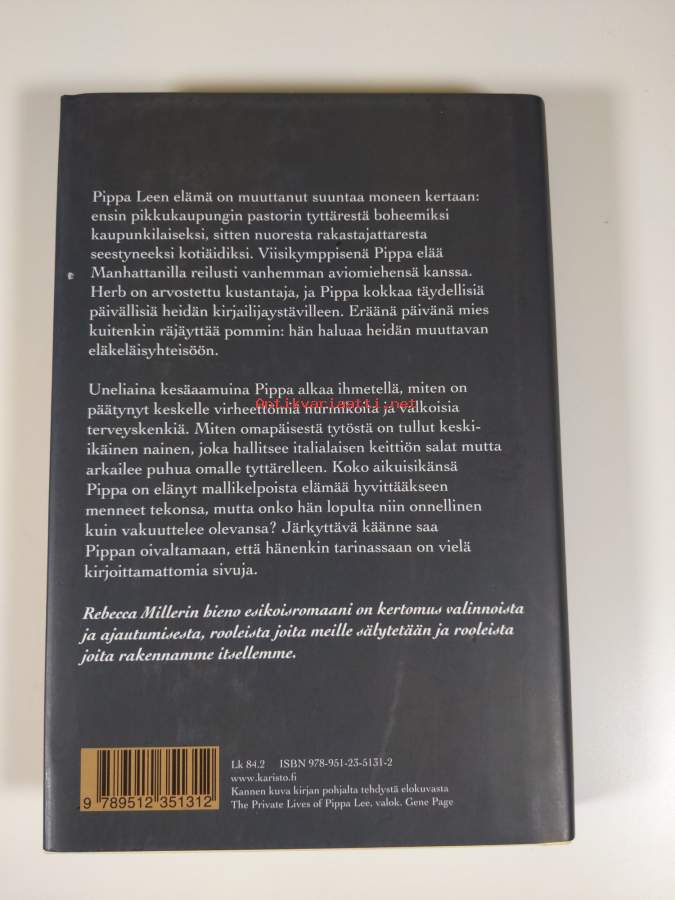 Pippa Leen elämä on muuttanut suuntaa moneen kertaan:
ensin pikkukaupungin pastorin tyttärestä boheemiksi
kaupunkilaiseksi, sitten nuoresta rakastajattaresta
seestyneeksi kotiäidiksi. Viisikymppisenä Pippa elää
Manhattanilla reilusti vanhemman aviomiehensä kanssa.
Herb on arvostettu kustantaja, ja Pippa kokkaa täydellisiä
päivällisiä heidän kirjailijaystävilleen. Eräänä päivänä mies
kuitenkin räjäyttää pommin: hän haluaa heidän muuttavan
eläkeläisyhteisöön.
Uneliaina kesäaamuina Pippa alkaa ihmetellä, miten on
päätynyt keskelle virheettömiä nurmikoita ja valkoisia
Antikvariaatti.net
terveyskenkiä. Miten omapäisestä tytöstä on tullut keski-
ikäinen nainen, joka hallitsee italialaisen keittiön salat mutta
arkailee puhua omalle tyttärelleen. Koko aikuisikänsä
Pippa on elänyt mallikelpoista elämää hyvittääkseen
menneet tekonsa, mutta onko hän lopulta niin onnellinen
kuin vakuuttelee olevansa? Järkyttävä käänne saa
Pippan oivaltamaan, että hänenkin tarinassaan on vielä
kirjoittamattomia sivuja.
Rebecca Millerin hieno esikoisromaani on kertomus valinnoista
ja ajautumisesta, rooleista joita meille sälytetään ja rooleista
joita rakennamme itsellemme.
Lk 84.2 ISBN 978-951-23-5131-2
www.karisto.fi
Kannen kuva kirjan pohjalta tehdystä elokuvasta
The Private Lives of Pippa Lee, valok. Gene Page
9 789512 351312